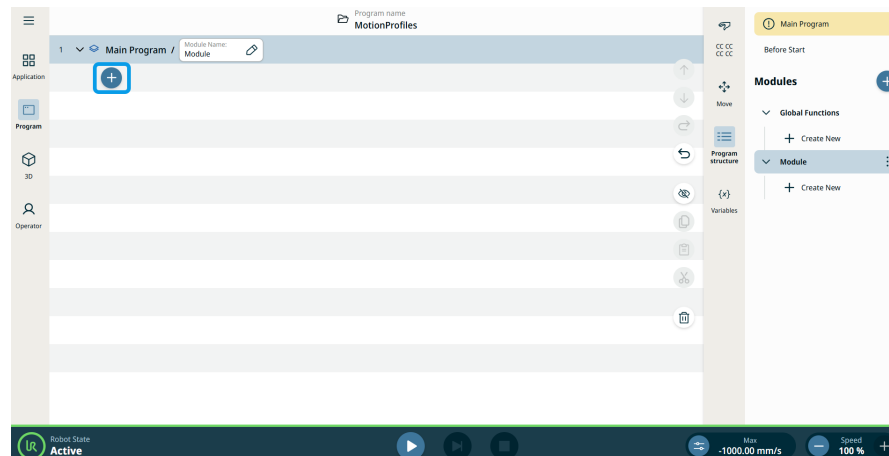 Program name
MotionProfiles
Application
Program
3D
Operator
1 Main Program / Module Name:
Module
CC CC
CC CC
Move
Program
structure
{x}
Variables
Main Program
Before Start
Modules
Global Functions
Create New
Module
Create New
UR
Robot State
Active
Max
-1000.00 mm/s
Speed
100 %